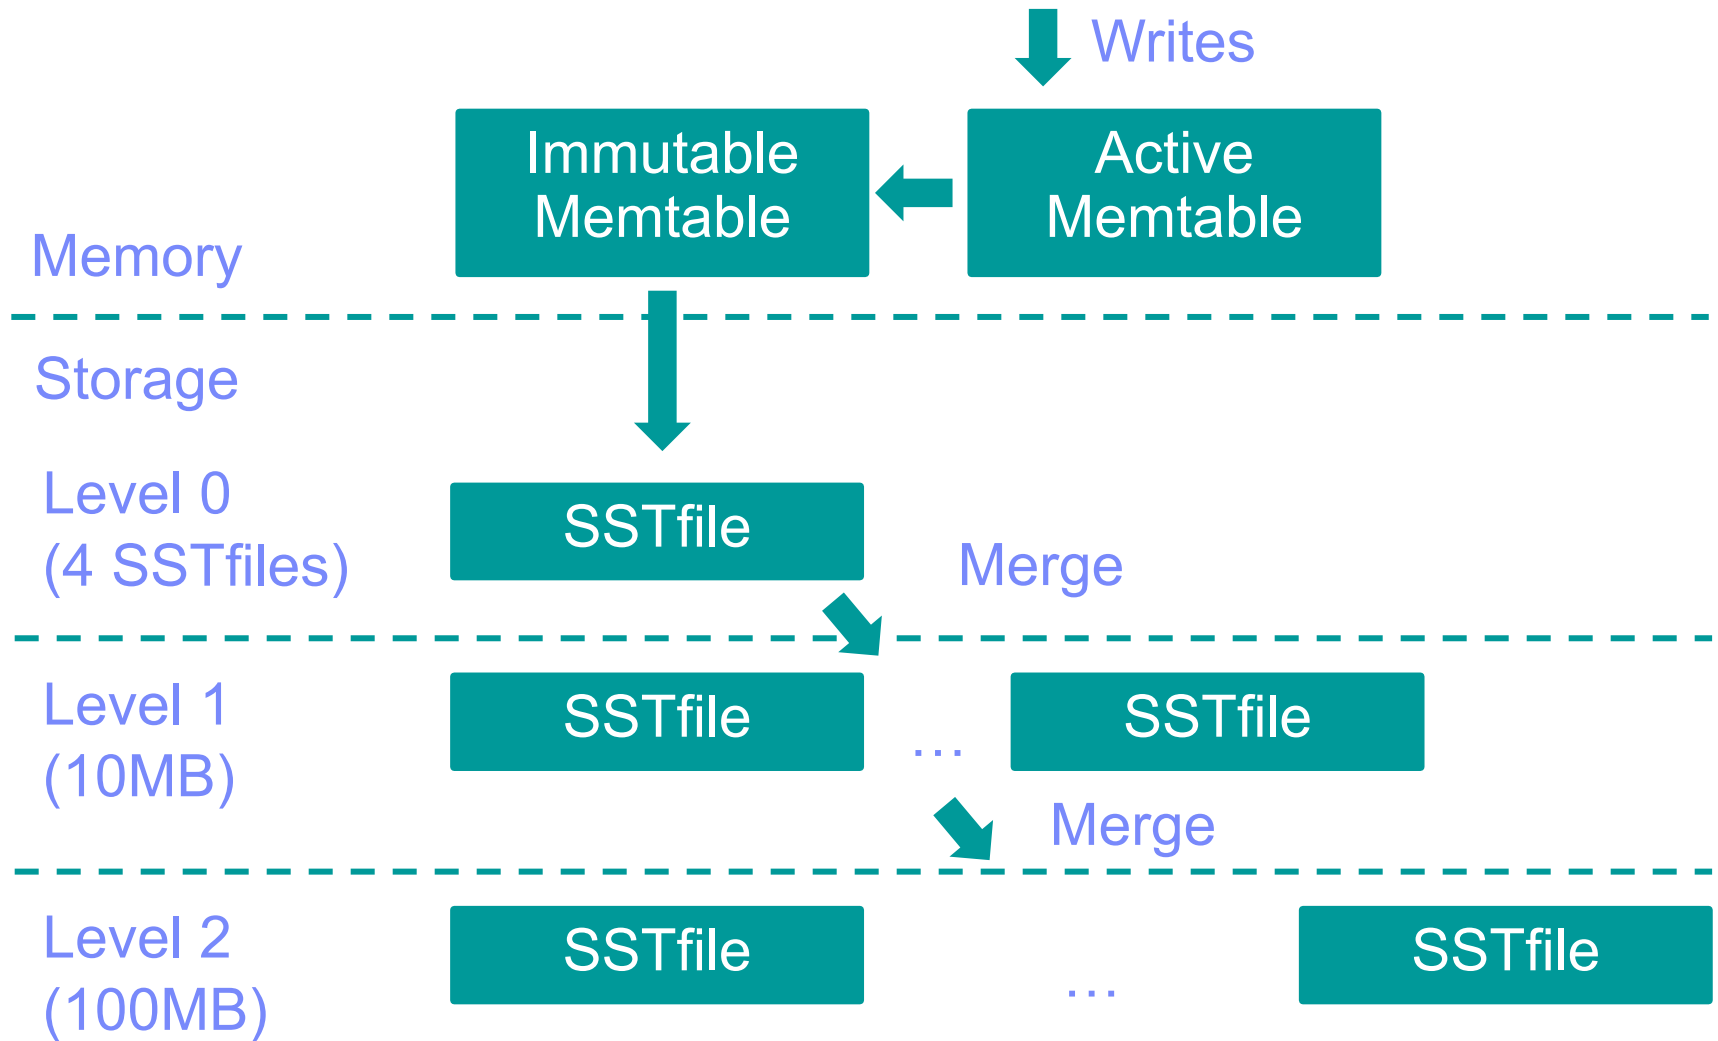 Writes
Immutable
Memtable
Active
Memtable
Memory
Storage
Level 0
(4 SSTfiles)
SSTfile
Merge
Level 1
(10MB)
SSTfile
...
SSTfile
Merge
Level 2
(100MB)
SSTfile
...
SSTfile